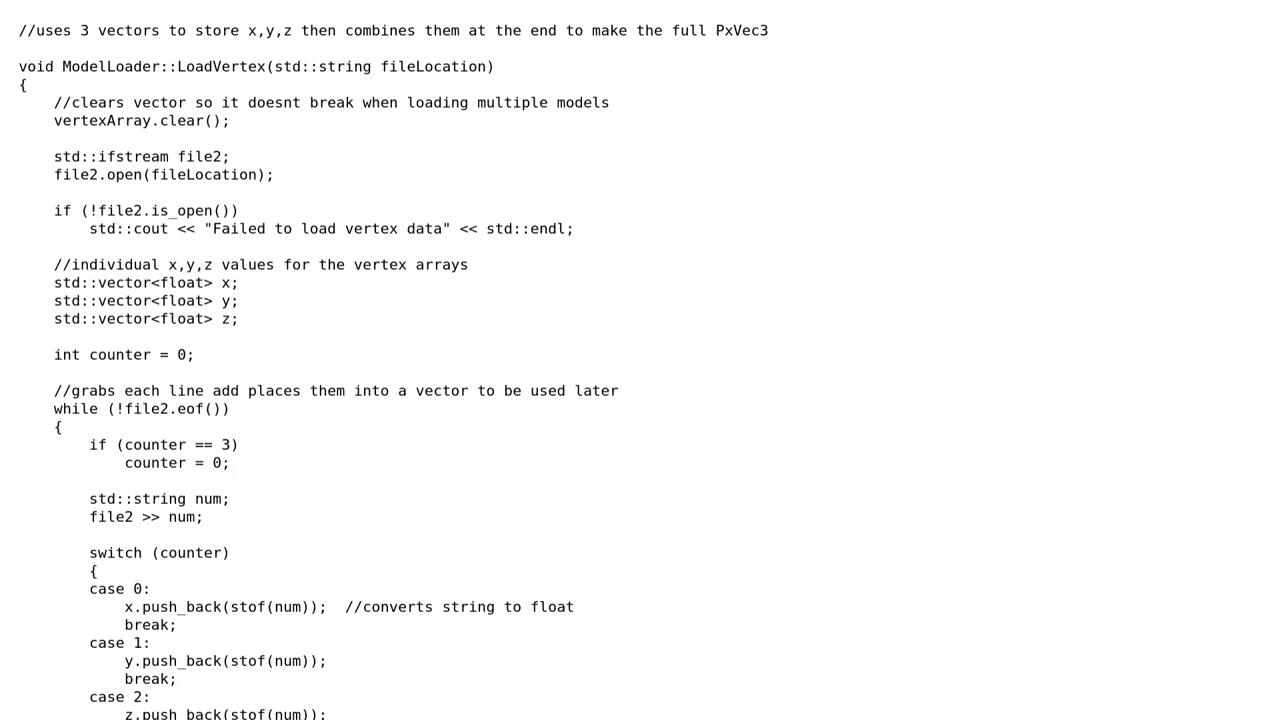 //uses 3 vectors to store x,y,z then combines them at the end to make the full PxVec3
void ModelLoader::LoadVertex(std::string fileLocation)
{
//clears vector so it doesnt break when loading multiple models
vertexArray.clear();
std::ifstream file2;
file2.open(fileLocation);
if (!file2.is_open())
std::cout << "Failed to load vertex data" << std::endl;
//individual x,y,z values for the vertex arrays
std::vector<float> x;
std::vector<float> y;
std::vector<float> z;
int counter = 0;
//grabs each line add places them into a vector to be used later
while (!file2.eof())
{
if (counter == 3)
counter = 0;
std::string num;
file2 >> num;
switch (counter)
{
case 0:
x.push_back(stof(num));  //converts string to float
break;
case 1:
y.push_back(stof(num));
break;
case 2:
z.push_back(stof(num));